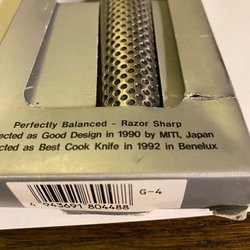 Perfectly Balanced - Razor Sharp
ected as Good Design in 1990 by MITI, Japan
cted as Best Cook Knife in 1992 in Benelux
G-4
4 943691 804488